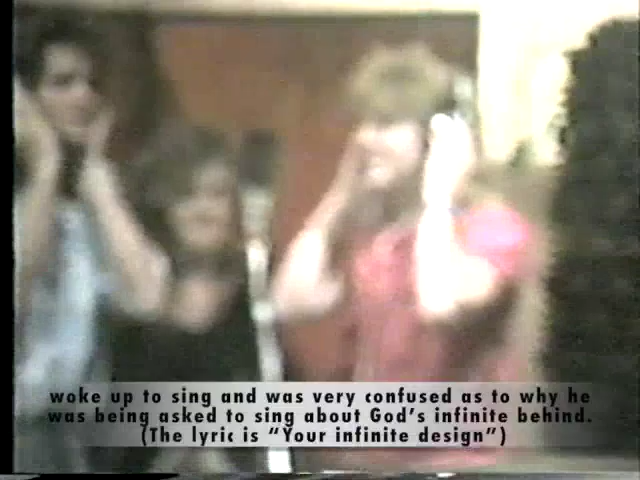 woke up to sing and was very confused as to why he
was being asked to sing about God's infinite behind.
(The lyric is "Your infinite design")